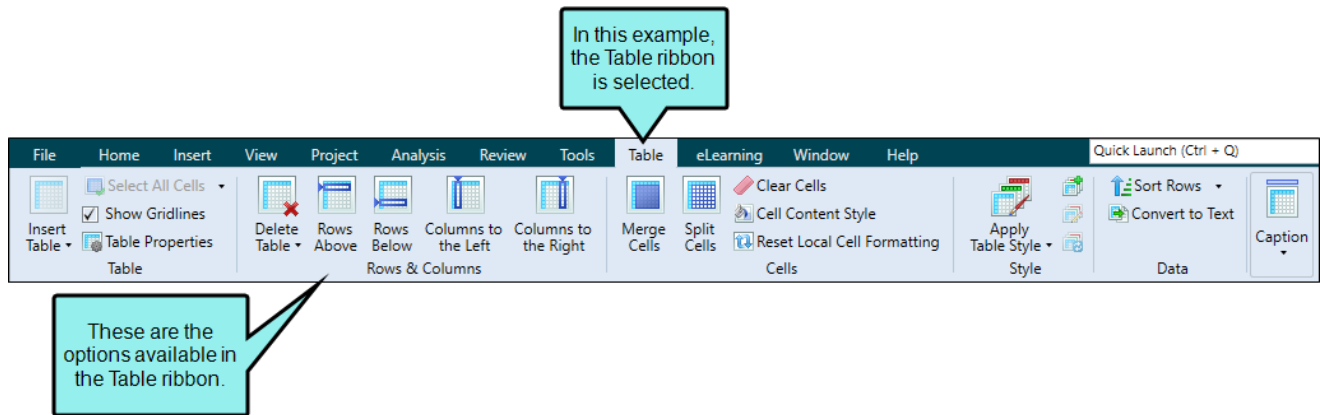 In this example,
the Table ribbon
is selected.
File Home Insert View Project Analysis Review Tools Table eLearning Window Help Quick Launch (Ctrl + Q)
Insert
Table
Select All Cells
Show Gridlines
Table Properties
Table
Delete
Table
Rows
Above
Rows
Below
Columns to
the Left
Columns to
the Right
Rows & Columns
Merge
Cells
Split
Cells
Clear Cells
Cell Content Style
Reset Local Cell Formatting
Cells
Apply
Table Style
Style
Sort Rows
Convert to Text
Data
Caption
These are the
options available in
the Table ribbon.